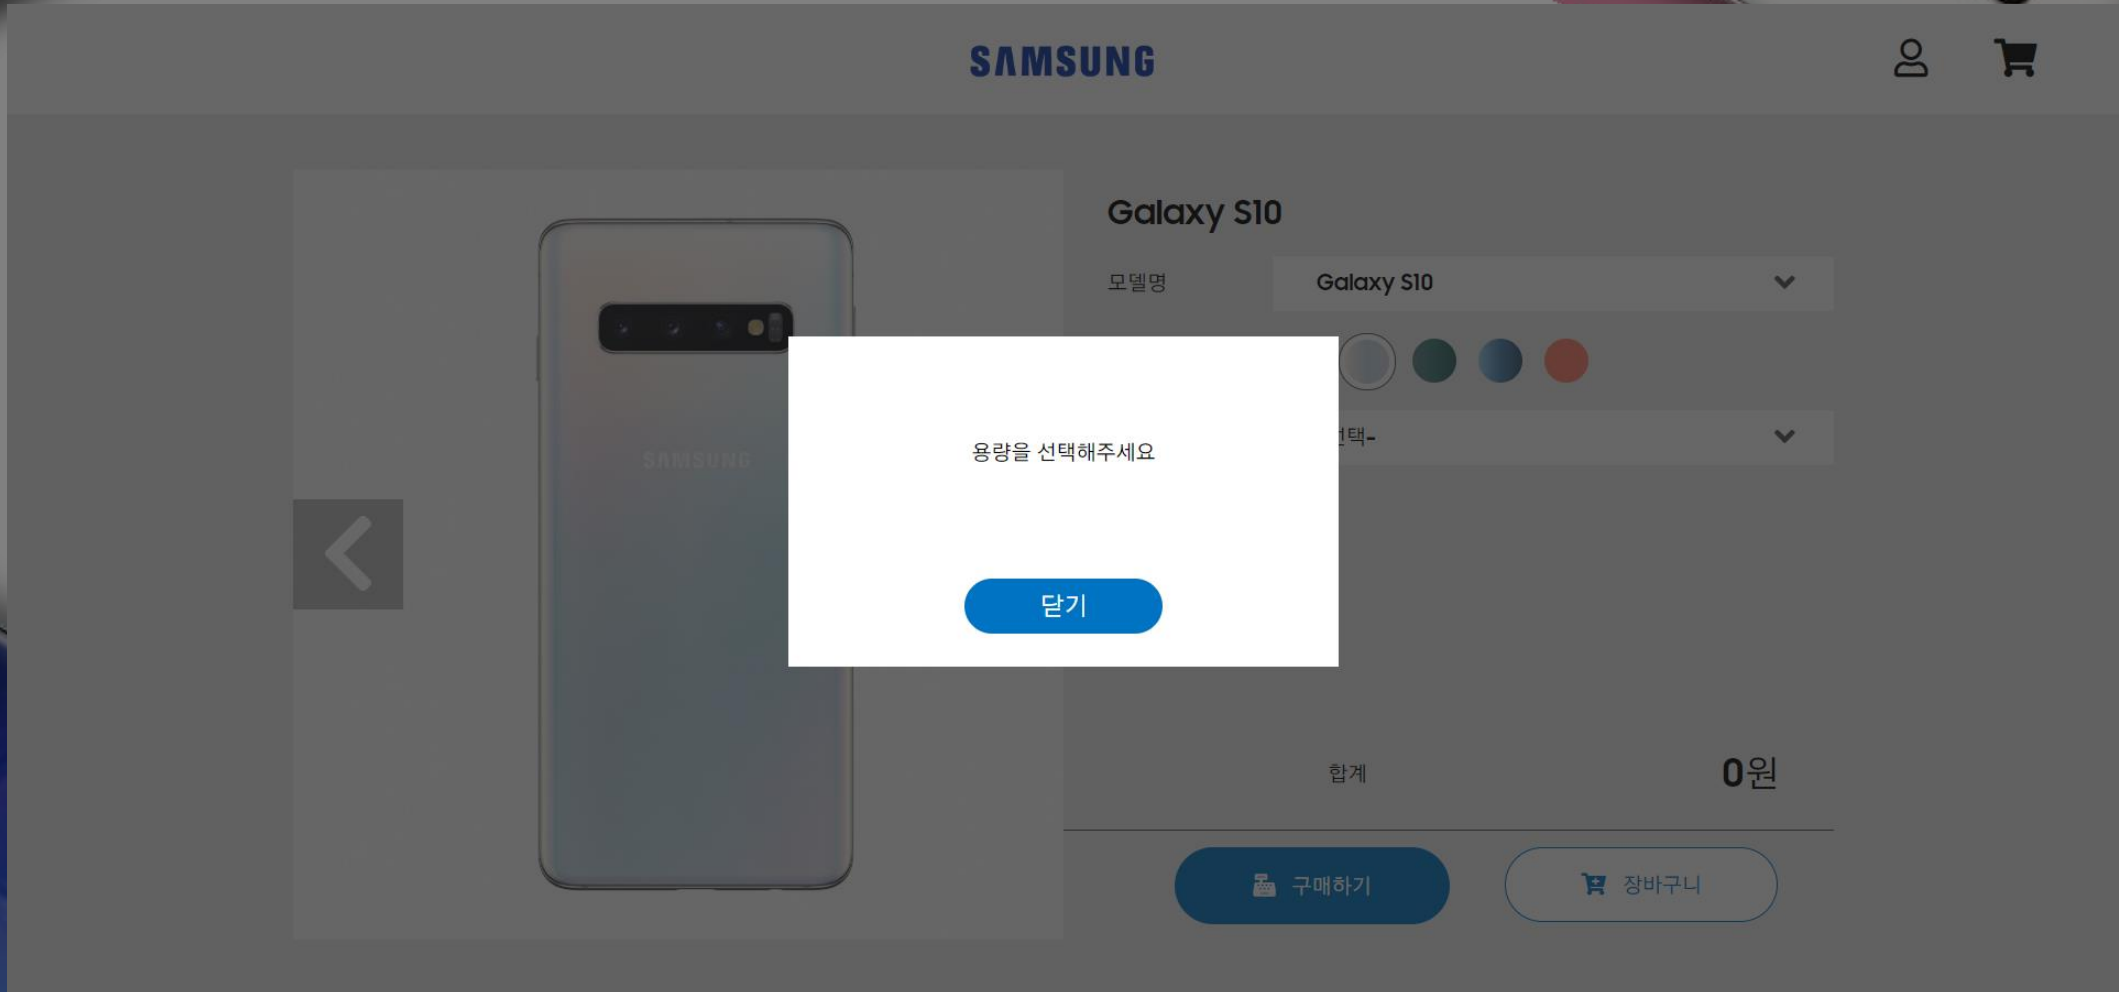 SAMSUNG
Galaxy S10
모델명
Galaxy S10
SAMSUNG
택-
용량을 선택해주세요
닫기
합계
0원
구매하기
장바구니